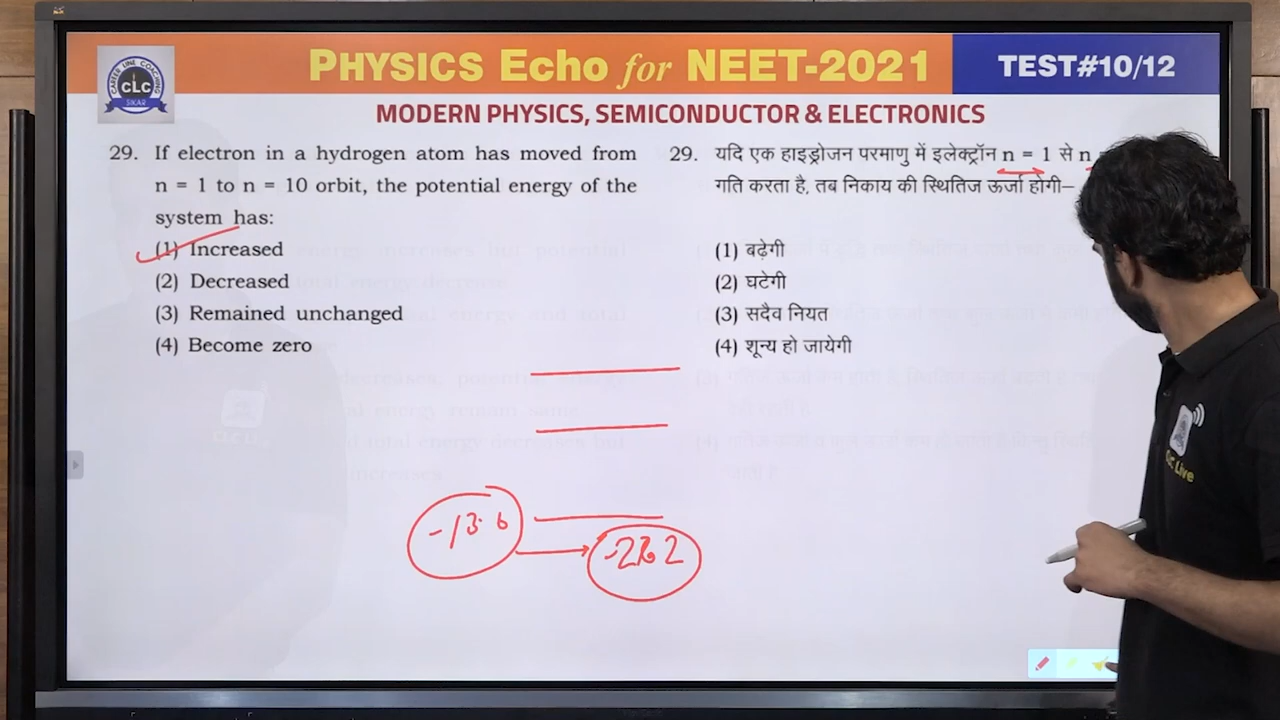 CAREER LINE COACHING
CLC
SIKAR
PHYSICS Echo for NEET-2021
TEST#10/12
MODERN PHYSICS, SEMICONDUCTOR & ELECTRONICS
29. If electron in a hydrogen atom has moved from
n = 1 to n = 10 orbit, the potential energy of the
system has:
(1) Increased
(2) Decreased
(3) Remained unchanged
(4) Become zero
29. यदि एक हाइड्रोजन परमाणु में इलेक्ट्रॉन n = 1 से n
गति करता है, तब निकाय की स्थितिज ऊर्जा होगी–
(1) बढ़ेगी
(2) घटेगी
(3) सदैव नियत
(4) शून्य हो जायेगी
-13.6
CLC Live